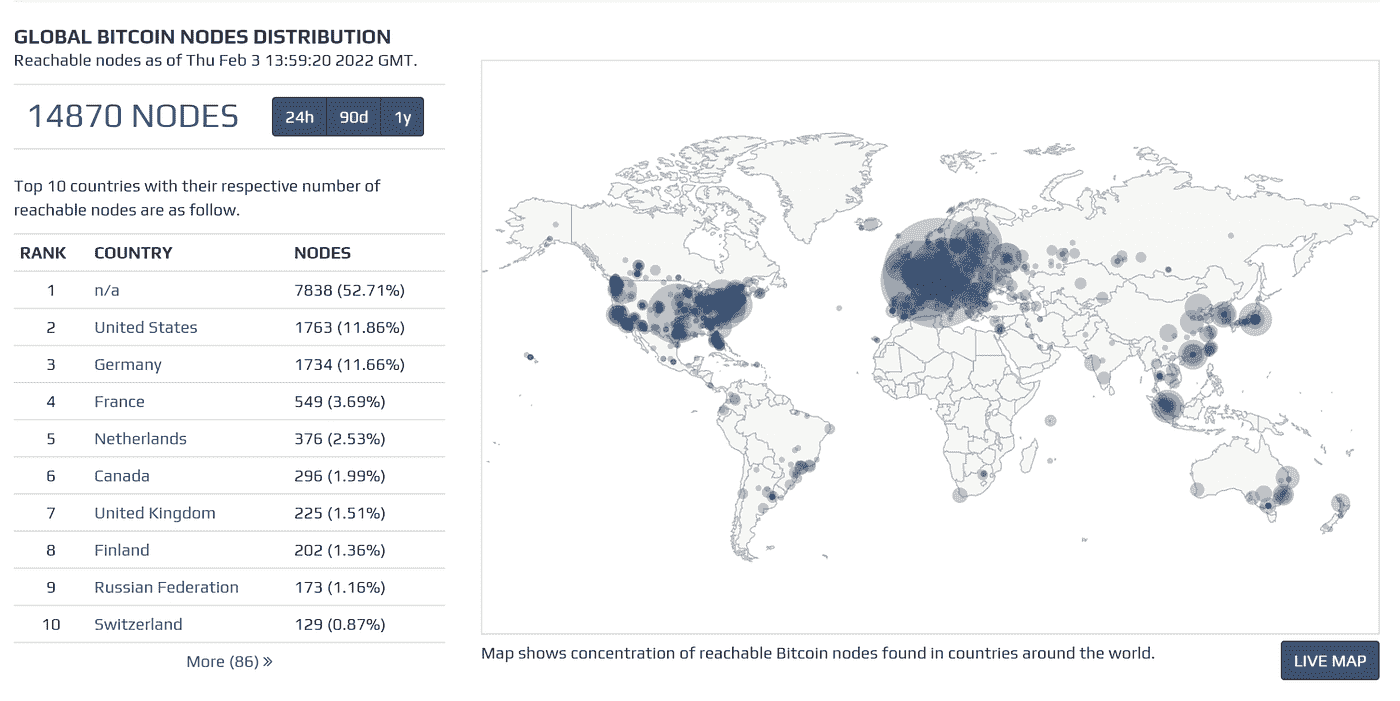 GLOBAL BITCOIN NODES DISTRIBUTION
Reachable nodes as of Thu Feb 3 13:59:20 2022 GMT.
14870 NODES
24h 90d 1y
Top 10 countries with their respective number of
reachable nodes are as follow.
RANK COUNTRY NODES
1 n/a 7838 (52.71%)
2 United States 1763 (11.86%)
3 Germany 1734 (11.66%)
4 France 549 (3.69%)
5 Netherlands 376 (2.53%)
6 Canada 296 (1.99%)
7 United Kingdom 225 (1.51%)
8 Finland 202 (1.36%)
9 Russian Federation 173 (1.16%)
10 Switzerland 129 (0.87%)
More (86) »
Map shows concentration of reachable Bitcoin nodes found in countries around the world.
LIVE MAP